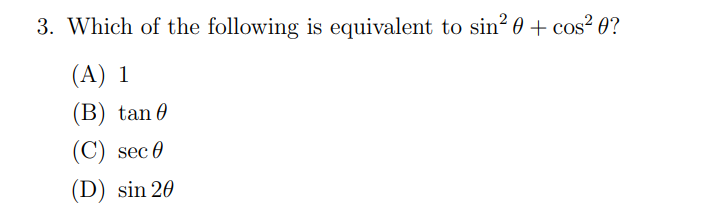 3. Which of the following is equivalent to sin² θ + cos² θ?
(A) 1
(B) tan θ
(C) sec θ
(D) sin 2θ